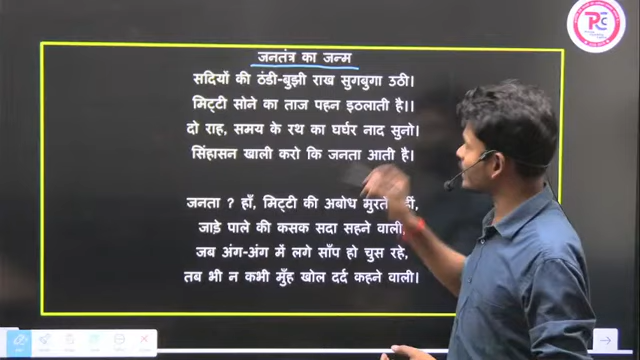 जनतंत्र का जन्म
सदियों की ठंडी-बुझी राख सुगबुगा उठी।
मिट्टी सोने का ताज पहन इठलाती है।।
दो राह, समय के रथ का घर्घर नाद सुनो।
सिंहासन खाली करो कि जनता आती है।
जनता ? हाँ, मिट्टी की अबोध मुरतें
जाड़े पाले की कसक सदा सहने वाली,
जब अंग-अंग में लगे साँप हो चुस रहे,
तब भी न कभी मुँह खोल दर्द कहने वाली।